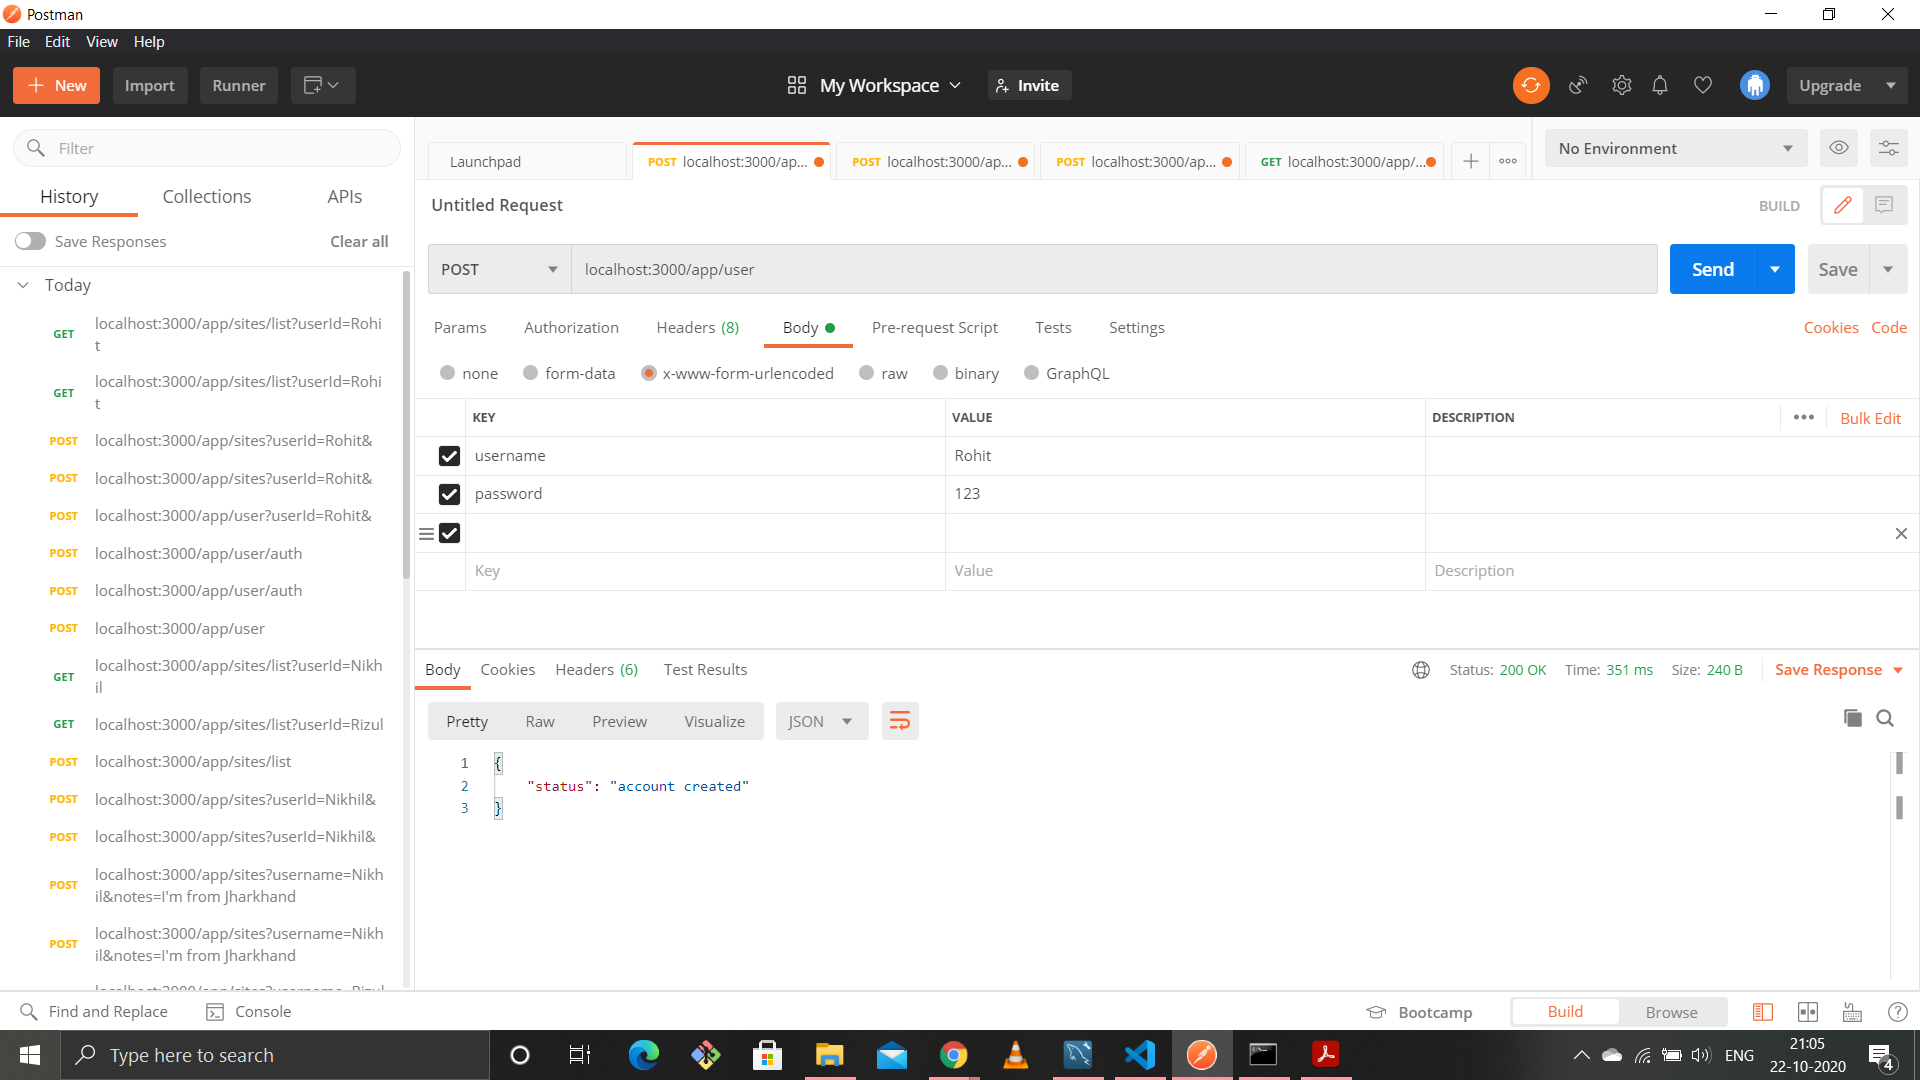 Postman
File Edit View Help
New Import Runner My Workspace Invite Upgrade
Filter
History Collections APIs
Save Responses Clear all
Today
GET localhost:3000/app/sites/list?userId=Rohi
t
GET localhost:3000/app/sites/list?userId=Rohi
t
POST localhost:3000/app/sites?userId=Rohit&
POST localhost:3000/app/sites?userId=Rohit&
POST localhost:3000/app/user?userId=Rohit&
POST localhost:3000/app/user/auth
POST localhost:3000/app/user/auth
POST localhost:3000/app/user
GET localhost:3000/app/sites/list?userId=Nikh
il
GET localhost:3000/app/sites/list?userId=Rizul
POST localhost:3000/app/sites/list
POST localhost:3000/app/sites?userId=Nikhil&
POST localhost:3000/app/sites?userId=Nikhil&
POST localhost:3000/app/sites?username=Nikh
il&notes=I'm from Jharkhand
POST localhost:3000/app/sites?username=Nikh
il&notes=I'm from Jharkhand
Launchpad POST localhost:3000/ap... POST localhost:3000/ap... POST localhost:3000/ap... GET localhost:3000/app/... No Environment
Untitled Request BUILD
POST localhost:3000/app/user Send Save
Params Authorization Headers (8) Body Pre-request Script Tests Settings Cookies Code
none form-data x-www-form-urlencoded raw binary GraphQL
KEY VALUE DESCRIPTION Bulk Edit
username Rohit
password 123
Key Value Description
Body Cookies Headers (6) Test Results Status: 200 OK Time: 351 ms Size: 240 B Save Response
Pretty Raw Preview Visualize JSON
1 {
2 "status": "account created"
3 }
Find and Replace Console Bootcamp Build Browse
Type here to search ENG 21:05
22-10-2020 4